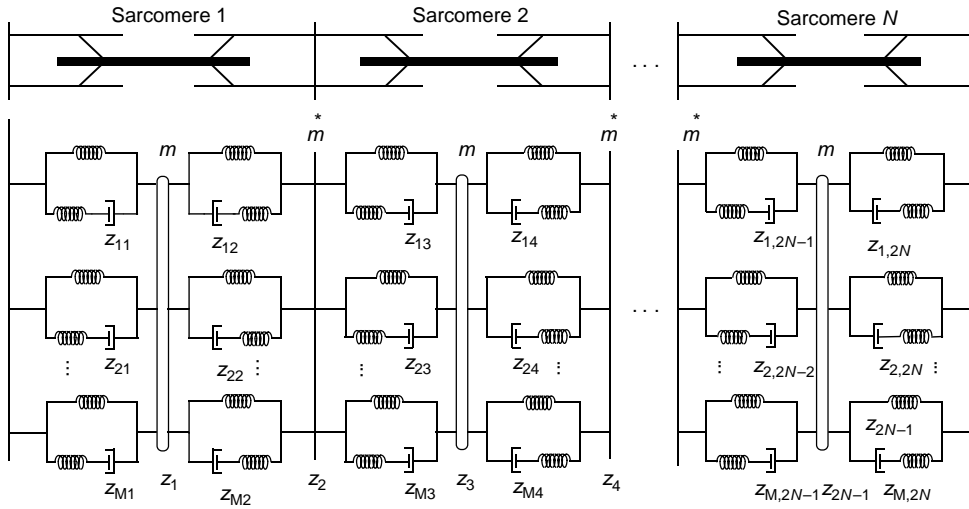 Sarcomere 1 Sarcomere 2 Sarcomere N
. . .
* * *
m m* m m* m* m
z11 z12 z13 z14 z1,2N–1 z1,2N
. . .
z21 z22 z23 z24 z2,2N–2 z2,2N
... ... ... ... ... ...
z2N–1
zM1 z1 zM2 z2 zM3 z3 zM4 z4 zM,2N–1 z2N–1 zM,2N